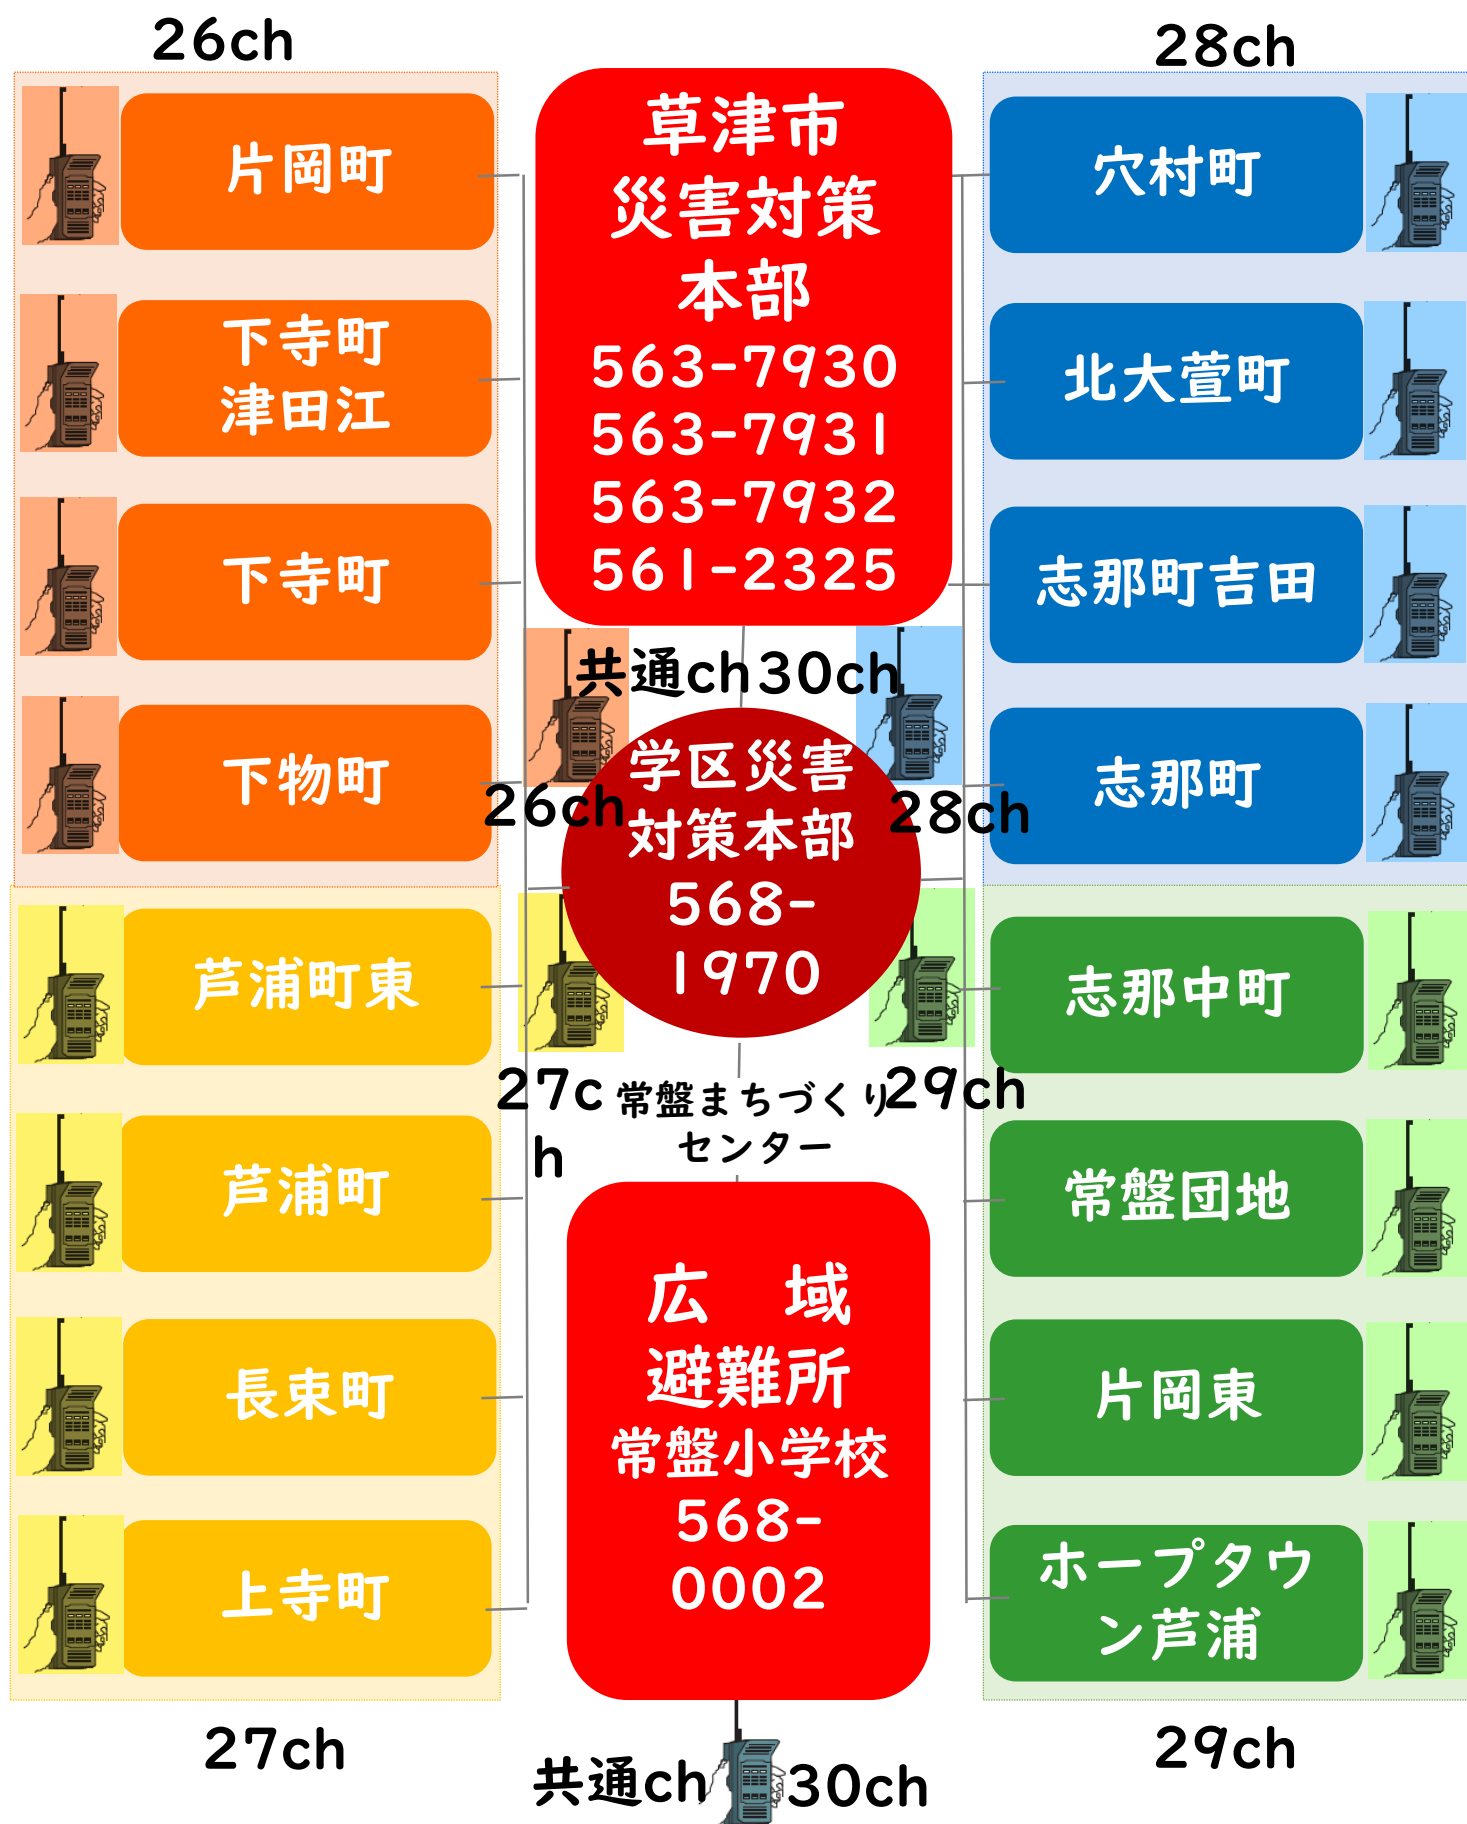 26ch
片岡町
下寺町
津田江
下寺町
下物町
芦浦町東
芦浦町
長束町
上寺町
27ch
草津市
災害対策
本部
563-7930
563-7931
563-7932
561-2325
共通ch30ch
26ch
28ch
学区災害
対策本部
568-
1970
27c
h
29ch
常盤まちづくり
センター
広　域
避難所
常盤小学校
568-
0002
共通ch
30ch
28ch
穴村町
北大萱町
志那町吉田
志那町
志那中町
常盤団地
片岡東
ホープタウ
ン芦浦
29ch